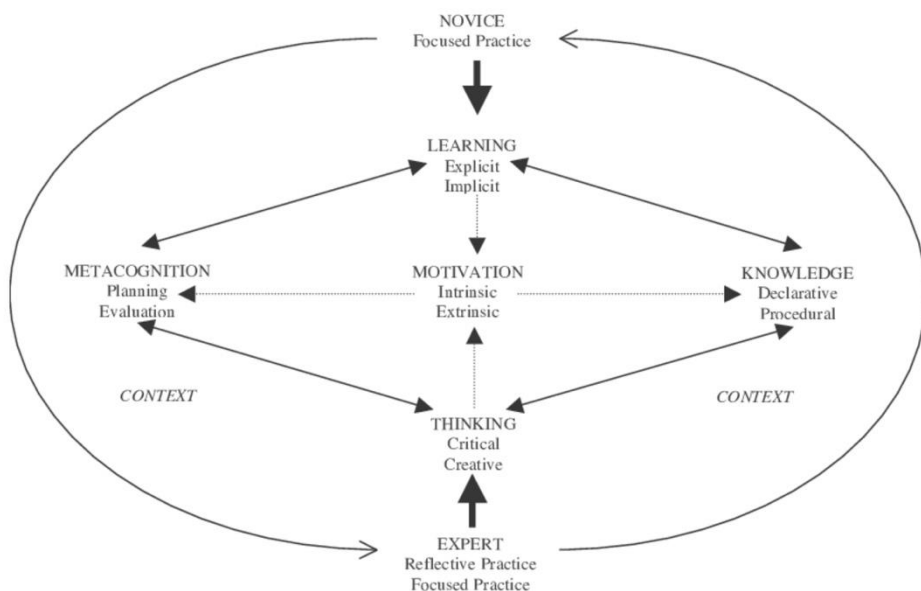 NOVICE
Focused Practice
LEARNING
Explicit
Implicit
METACOGNITION
Planning
Evaluation
MOTIVATION
Intrinsic
Extrinsic
KNOWLEDGE
Declarative
Procedural
CONTEXT
CONTEXT
THINKING
Critical
Creative
EXPERT
Reflective Practice
Focused Practice